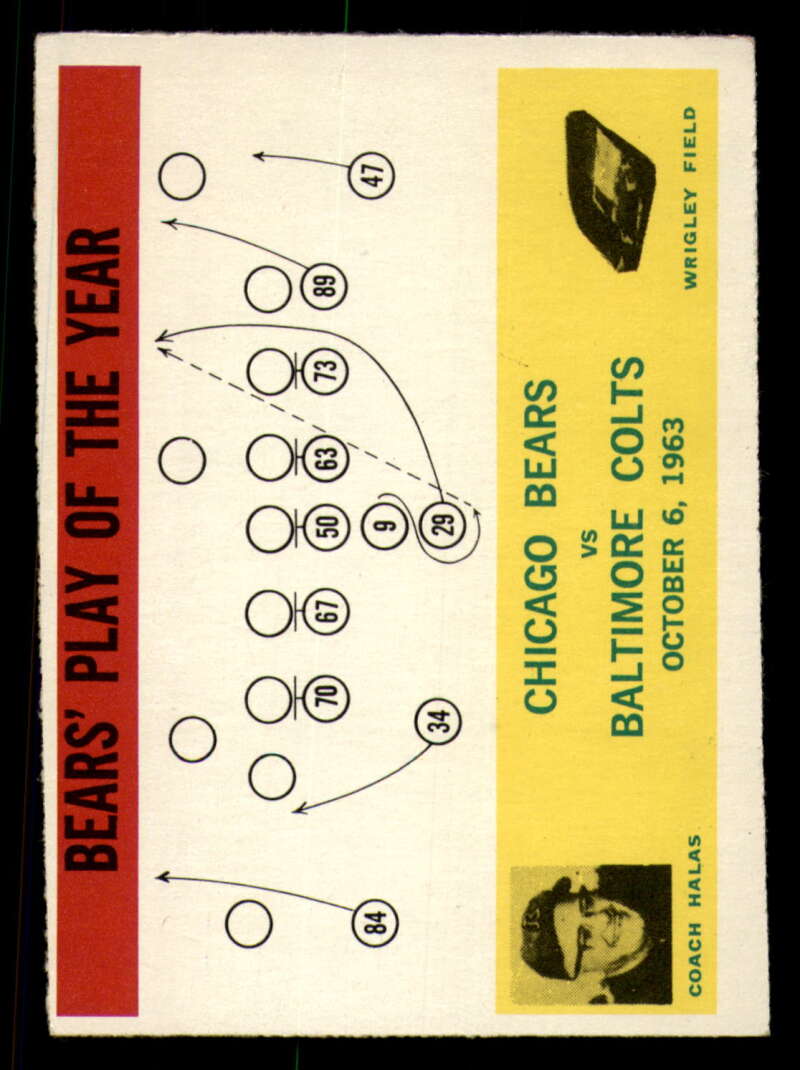 BEARS' PLAY OF THE YEAR
84
34
70
67
50
9
29
63
73
89
47
COACH HALAS
CHICAGO BEARS
VS
BALTIMORE COLTS
OCTOBER 6, 1963
WRIGLEY FIELD